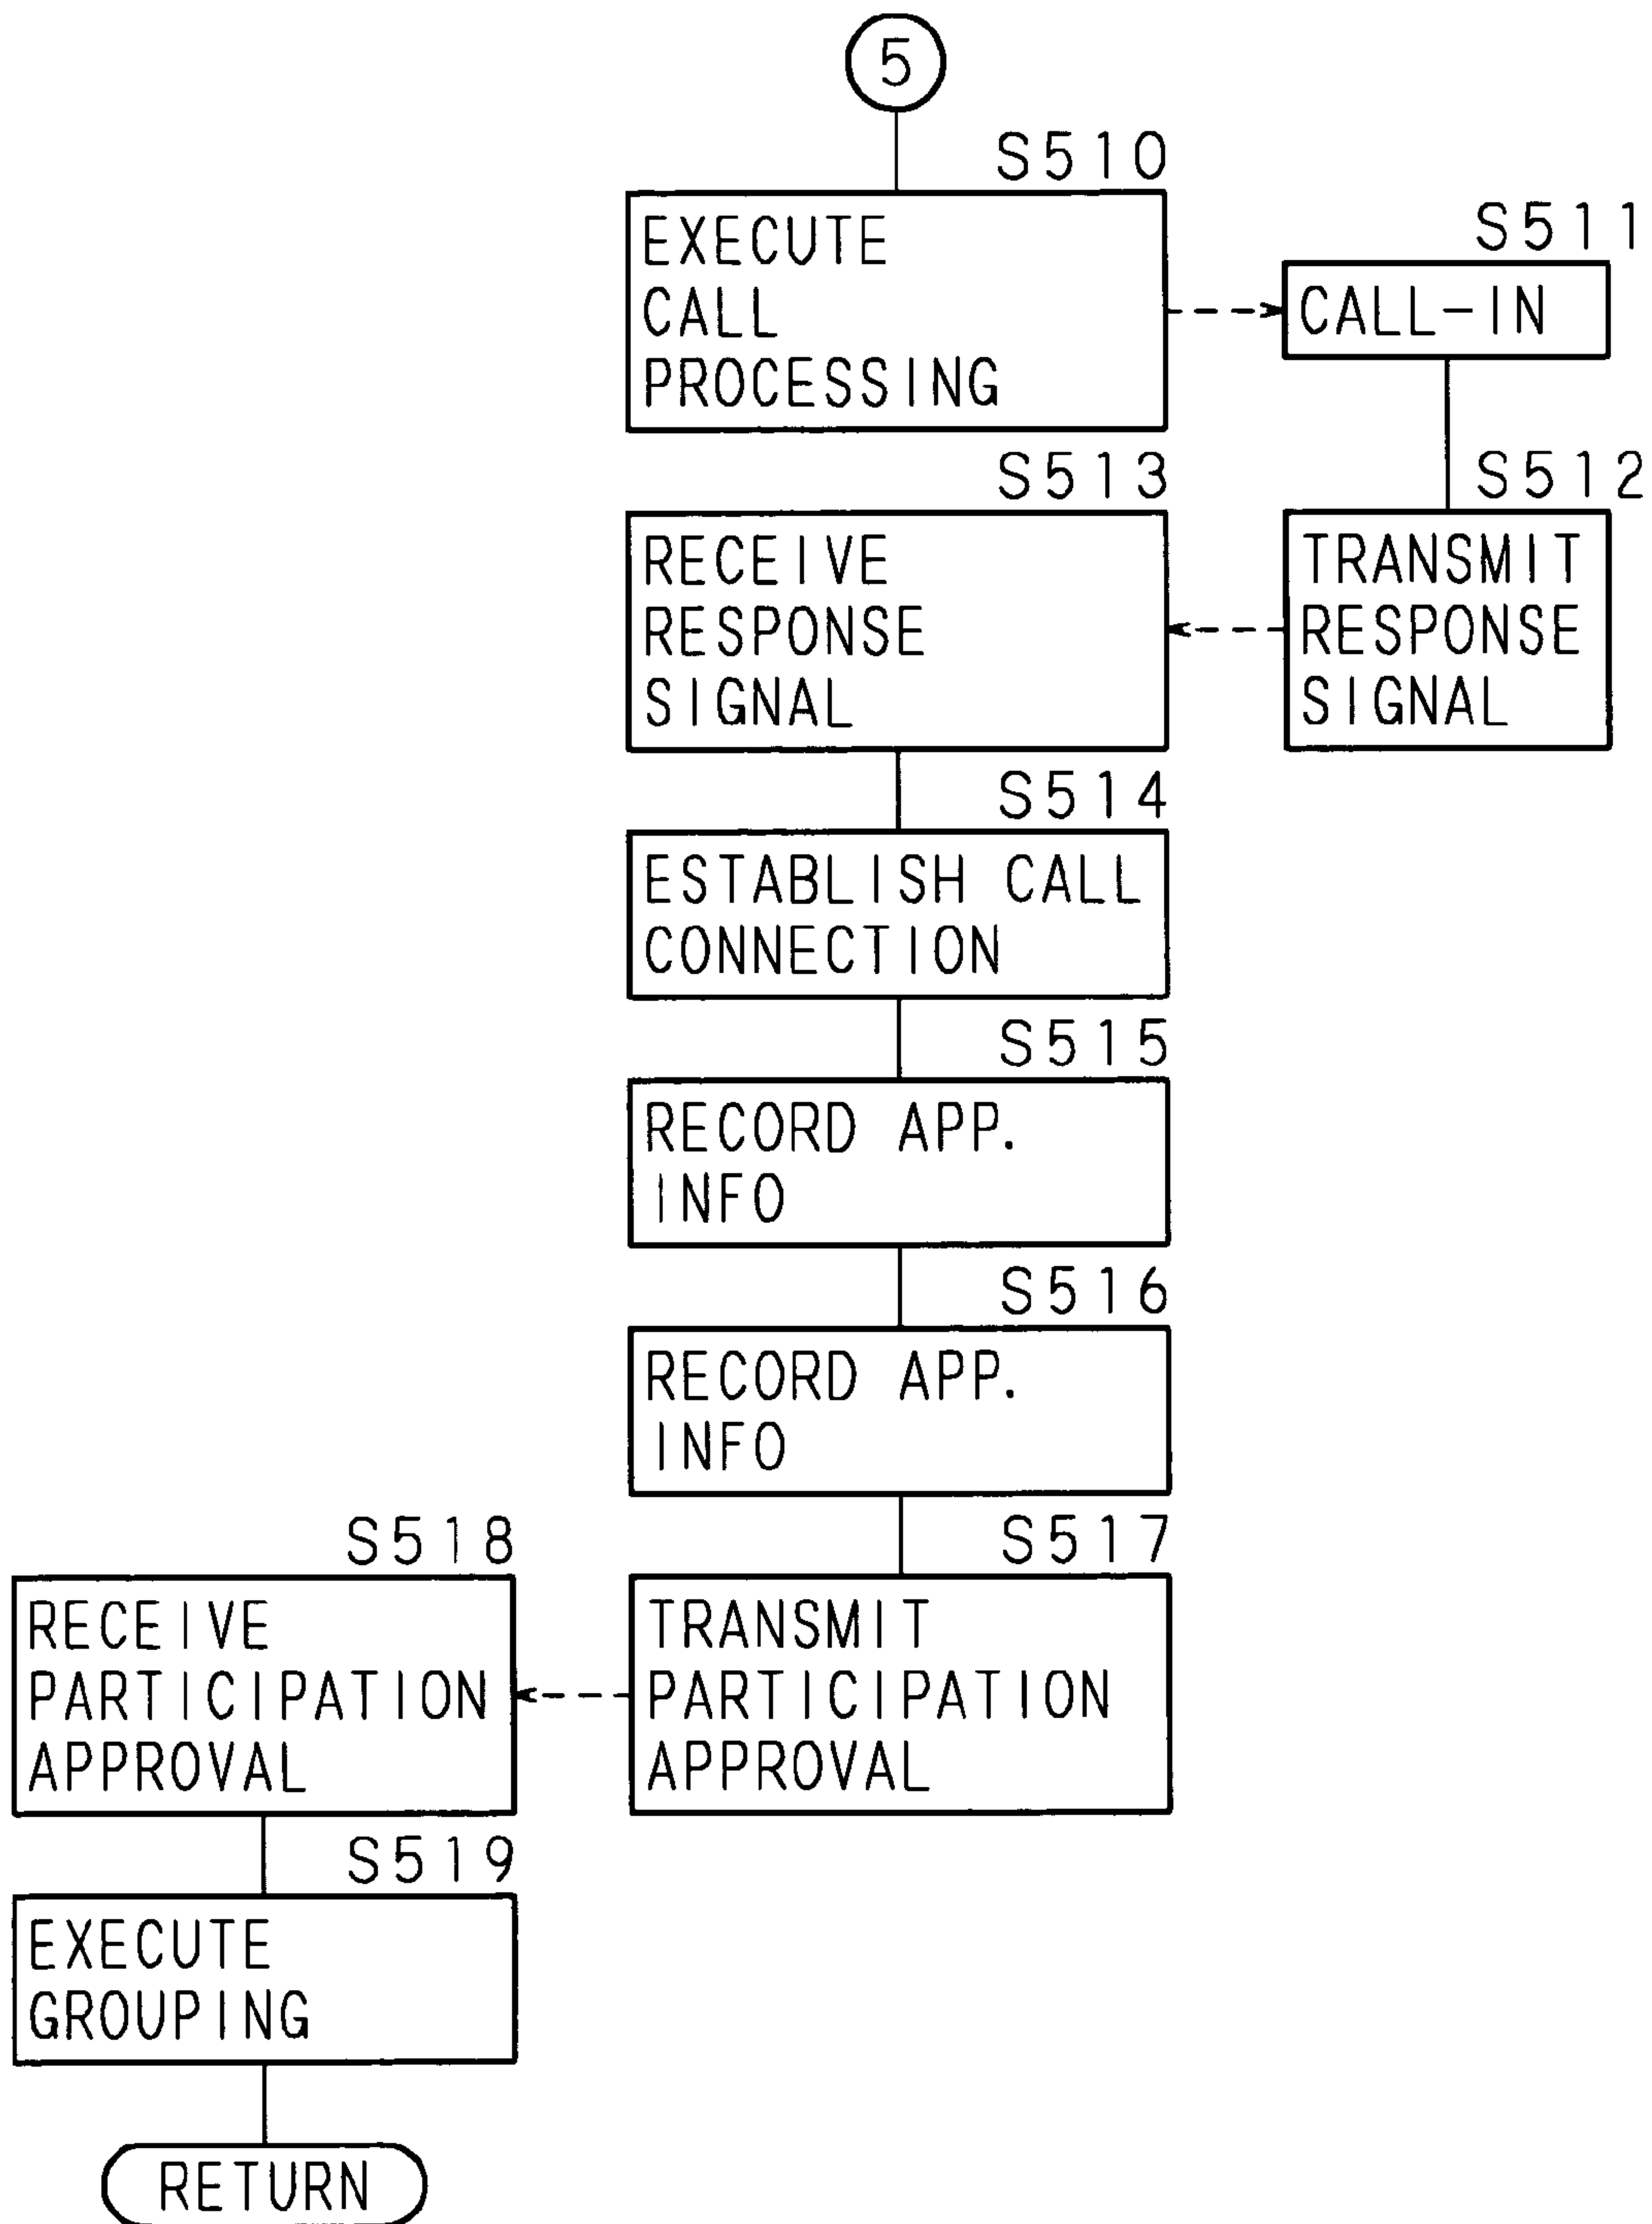 5
S510
EXECUTE
CALL
PROCESSING
S511
CALL-IN
S512
TRANSMIT
RESPONSE
SIGNAL
S513
RECEIVE
RESPONSE
SIGNAL
S514
ESTABLISH CALL
CONNECTION
S515
RECORD APP.
INFO
S516
RECORD APP.
INFO
S517
TRANSMIT
PARTICIPATION
APPROVAL
S518
RECEIVE
PARTICIPATION
APPROVAL
S519
EXECUTE
GROUPING
RETURN